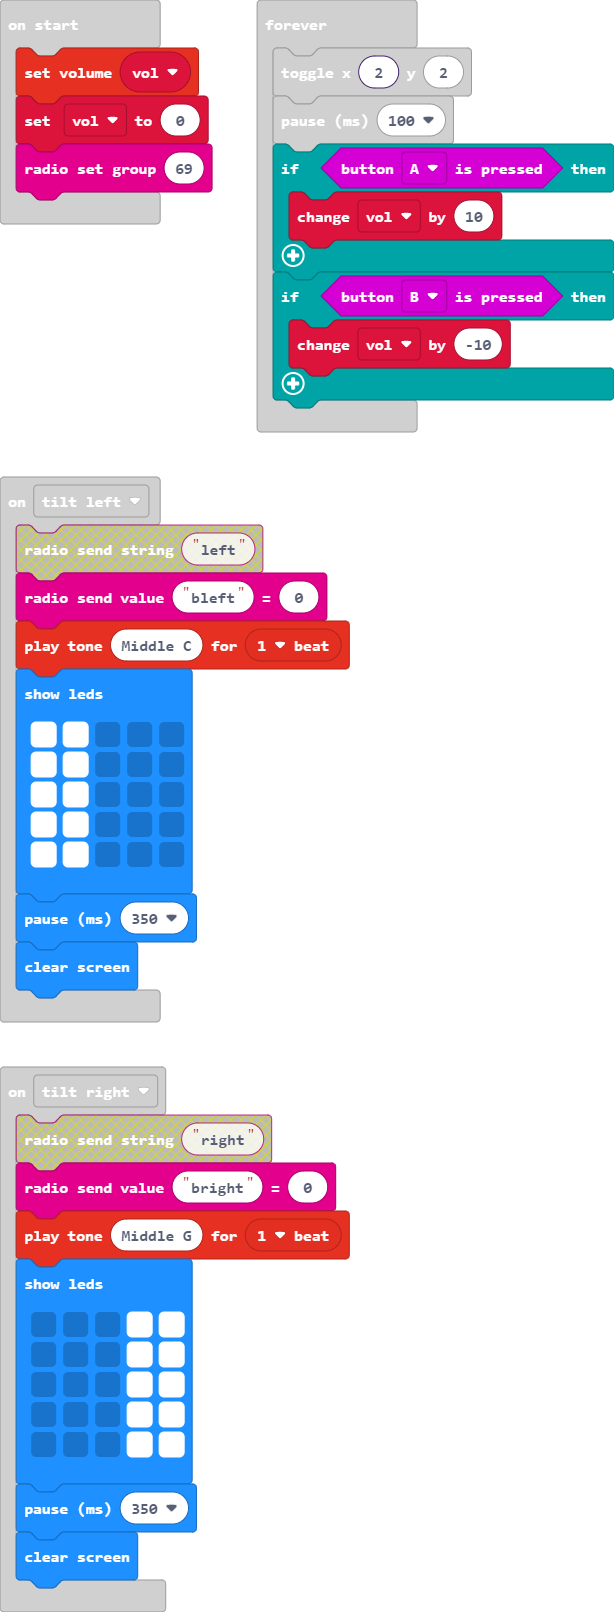 on start
set volume vol
set vol to 0
radio set group 69
forever
toggle x 2 y 2
pause (ms) 100
if button A is pressed then
change vol by 10
if button B is pressed then
change vol by -10
on tilt left
radio send string "left"
radio send value "bleft" = 0
play tone Middle C for 1 beat
show leds
pause (ms) 350
clear screen
on tilt right
radio send string "right"
radio send value "bright" = 0
play tone Middle G for 1 beat
show leds
pause (ms) 350
clear screen